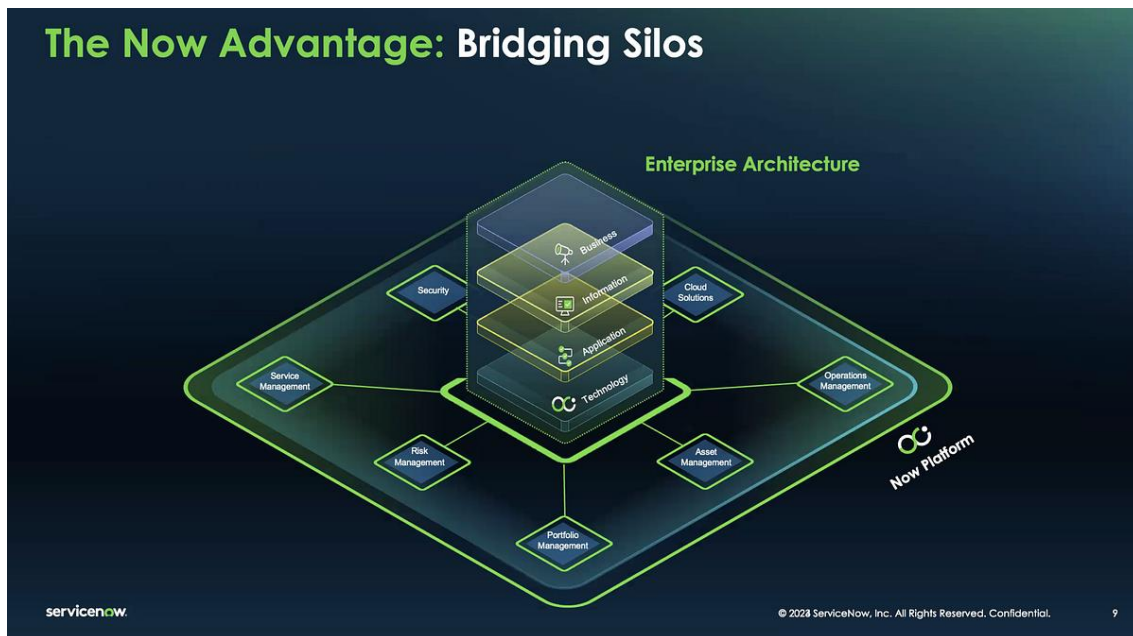 The Now Advantage: Bridging Silos
Enterprise Architecture
Business
Information
Application
Technology
Security
Cloud
Solutions
Service
Management
Operations
Management
Risk
Management
Asset
Management
Portfolio
Management
Now Platform
servicenow.
© 2023 ServiceNow, Inc. All Rights Reserved. Confidential.
9